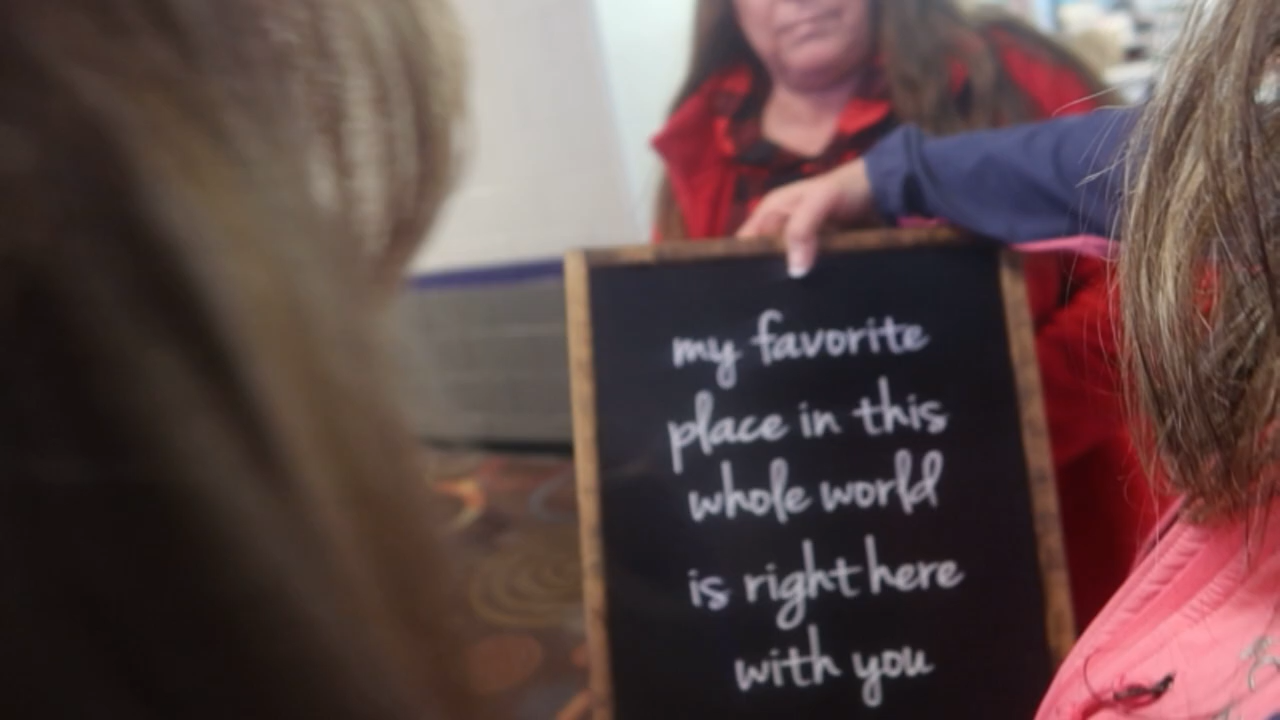 my favorite
place in this
whole world
is right here
with you